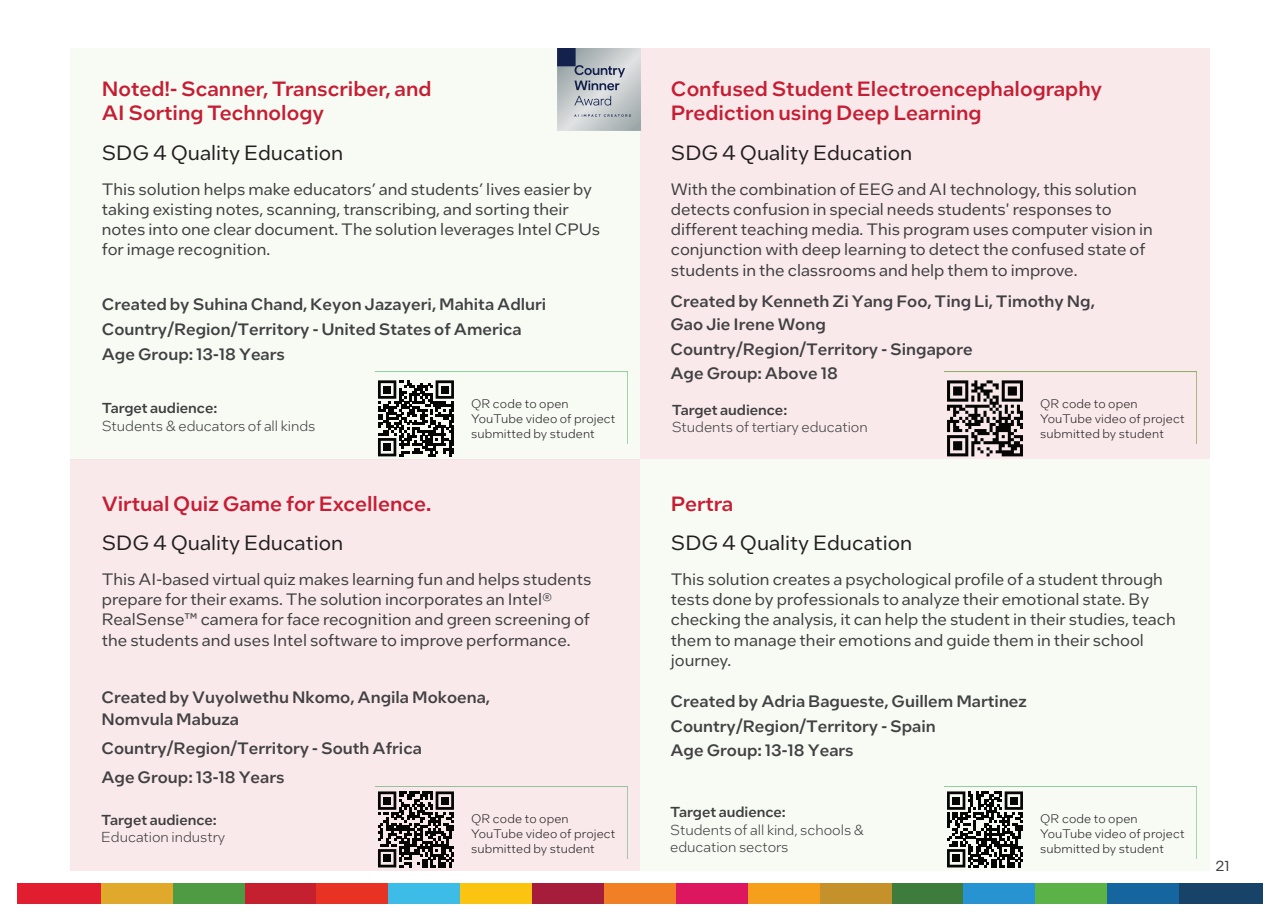 Noted!- Scanner, Transcriber, and
AI Sorting Technology
Country
Winner
Award
AI IMPACT CREATORS
SDG 4 Quality Education
This solution helps make educators’ and students’ lives easier by
taking existing notes, scanning, transcribing, and sorting their
notes into one clear document. The solution leverages Intel CPUs
for image recognition.
Created by Suhina Chand, Keyon Jazayeri, Mahita Adluri
Country/Region/Territory - United States of America
Age Group: 13-18 Years
Target audience:
Students & educators of all kinds
QR code to open
YouTube video of project
submitted by student
Confused Student Electroencephalography
Prediction using Deep Learning
SDG 4 Quality Education
With the combination of EEG and AI technology, this solution
detects confusion in special needs students' responses to
different teaching media. This program uses computer vision in
conjunction with deep learning to detect the confused state of
students in the classrooms and help them to improve.
Created by Kenneth Zi Yang Foo, Ting Li, Timothy Ng,
Gao Jie Irene Wong
Country/Region/Territory - Singapore
Age Group: Above 18
Target audience:
Students of tertiary education
QR code to open
YouTube video of project
submitted by student
Virtual Quiz Game for Excellence.
SDG 4 Quality Education
This AI-based virtual quiz makes learning fun and helps students
prepare for their exams. The solution incorporates an Intel®
RealSense™ camera for face recognition and green screening of
the students and uses Intel software to improve performance.
Created by Vuyolwethu Nkomo, Angila Mokoena,
Nomvula Mabuza
Country/Region/Territory - South Africa
Age Group: 13-18 Years
Target audience:
Education industry
QR code to open
YouTube video of project
submitted by student
Pertra
SDG 4 Quality Education
This solution creates a psychological profile of a student through
tests done by professionals to analyze their emotional state. By
checking the analysis, it can help the student in their studies, teach
them to manage their emotions and guide them in their school
journey.
Created by Adria Bagueste, Guillem Martinez
Country/Region/Territory - Spain
Age Group: 13-18 Years
Target audience:
Students of all kind, schools &
education sectors
QR code to open
YouTube video of project
submitted by student
21